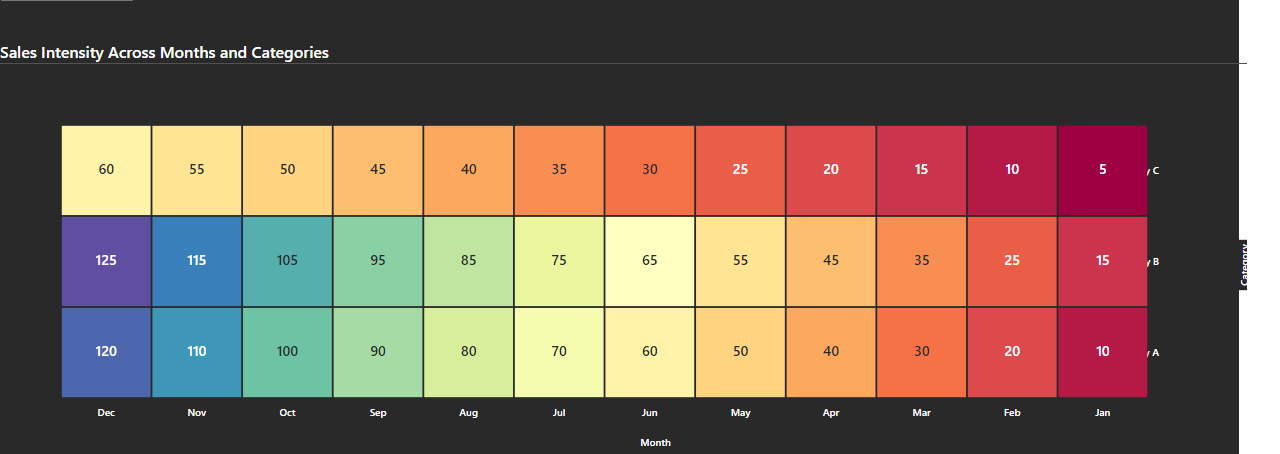 Sales Intensity Across Months and Categories
60 55 50 45 40 35 30 25 20 15 10 5 y C
125 115 105 95 85 75 65 55 45 35 25 15 y B
Category
120 110 100 90 80 70 60 50 40 30 20 10 y A
Dec Nov Oct Sep Aug Jul Jun May Apr Mar Feb Jan
Month